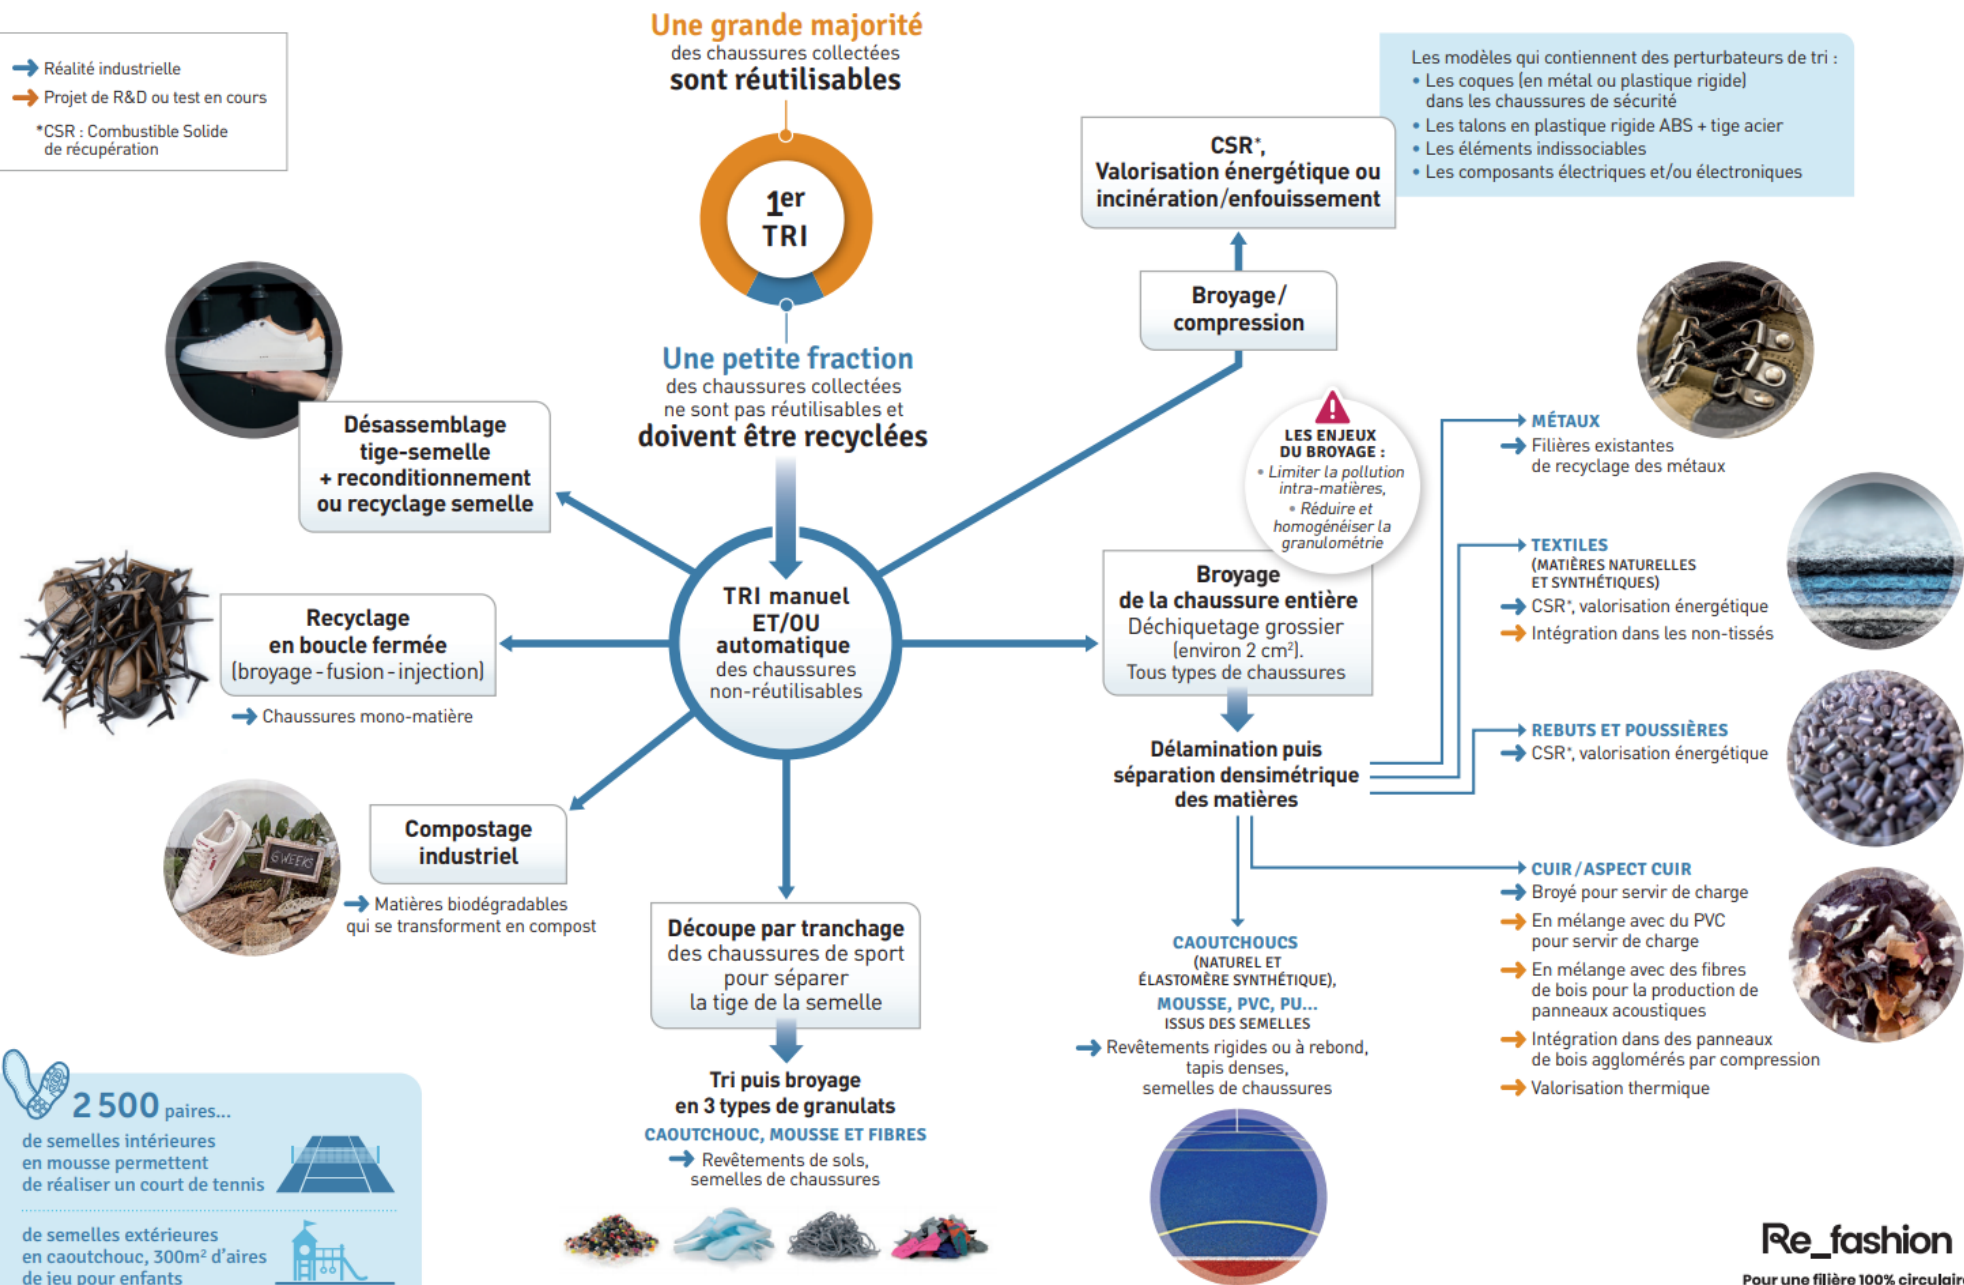 Réalité industrielle
Projet de R&D ou test en cours
*CSR : Combustible Solide
de récupération
Une grande majorité
des chaussures collectées
sont réutilisables
1er
TRI
Une petite fraction
des chaussures collectées
ne sont pas réutilisables et
doivent être recyclées
Les modèles qui contiennent des perturbateurs de tri :
• Les coques (en métal ou plastique rigide)
dans les chaussures de sécurité
• Les talons en plastique rigide ABS + tige acier
• Les éléments indissociables
• Les composants électriques et/ou électroniques
CSR*,
Valorisation énergétique ou
incinération/enfouissement
Broyage/
compression
Désassemblage
tige-semelle
+ reconditionnement
ou recyclage semelle
Recyclage
en boucle fermée
(broyage - fusion - injection)
Chaussures mono-matière
TRI manuel
ET/OU
automatique
des chaussures
non-réutilisables
Compostage
industriel
Matières biodégradables
qui se transforment en compost
6 WEEKS
Découpe par tranchage
des chaussures de sport
pour séparer
la tige de la semelle
Tri puis broyage
en 3 types de granulats
CAOUTCHOUC, MOUSSE ET FIBRES
Revêtements de sols,
semelles de chaussures
LES ENJEUX
DU BROYAGE :
• Limiter la pollution
intra-matières,
• Réduire et
homogénéiser la
granulométrie
Broyage
de la chaussure entière
Déchiquetage grossier
(environ 2 cm²).
Tous types de chaussures
Délamination puis
séparation densimétrique
des matières
MÉTAUX
Filières existantes
de recyclage des métaux
TEXTILES
(MATIÈRES NATURELLES
ET SYNTHÉTIQUES)
CSR*, valorisation énergétique
Intégration dans les non-tissés
REBUTS ET POUSSIÈRES
CSR*, valorisation énergétique
CUIR/ASPECT CUIR
Broyé pour servir de charge
En mélange avec du PVC
pour servir de charge
En mélange avec des fibres
de bois pour la production de
panneaux acoustiques
Intégration dans des panneaux
de bois agglomérés par compression
Valorisation thermique
CAOUTCHOUCS
(NATUREL ET
ÉLASTOMÈRE SYNTHÉTIQUE),
MOUSSE, PVC, PU...
ISSUS DES SEMELLES
Revêtements rigides ou à rebond,
tapis denses,
semelles de chaussures
2 500 paires...
de semelles intérieures
en mousse permettent
de réaliser un court de tennis
de semelles extérieures
en caoutchouc, 300m² d'aires
de jeu pour enfants
Re_fashion
Pour une filière 100% circulaire